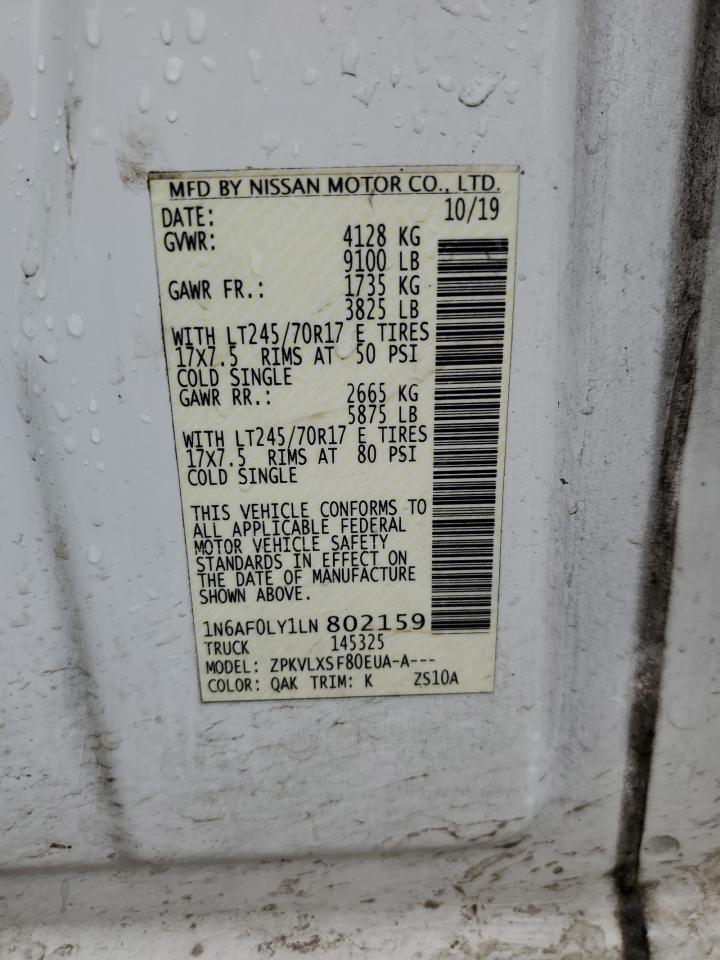 MFD BY NISSAN MOTOR CO., LTD.
DATE: 10/19
GVWR: 4128 KG
9100 LB
GAWR FR.: 1735 KG
3825 LB
WITH LT245/70R17 E TIRES
17X7.5 RIMS AT 50 PSI
COLD SINGLE
GAWR RR.: 2665 KG
5875 LB
WITH LT245/70R17 E TIRES
17X7.5 RIMS AT 80 PSI
COLD SINGLE
THIS VEHICLE CONFORMS TO
ALL APPLICABLE FEDERAL
MOTOR VEHICLE SAFETY
STANDARDS IN EFFECT ON
THE DATE OF MANUFACTURE
SHOWN ABOVE.
1N6AF0LY1LN 802159
TRUCK 145325
MODEL: ZPKVLXSF80EUA-A---
COLOR: QAK TRIM: K ZS10A